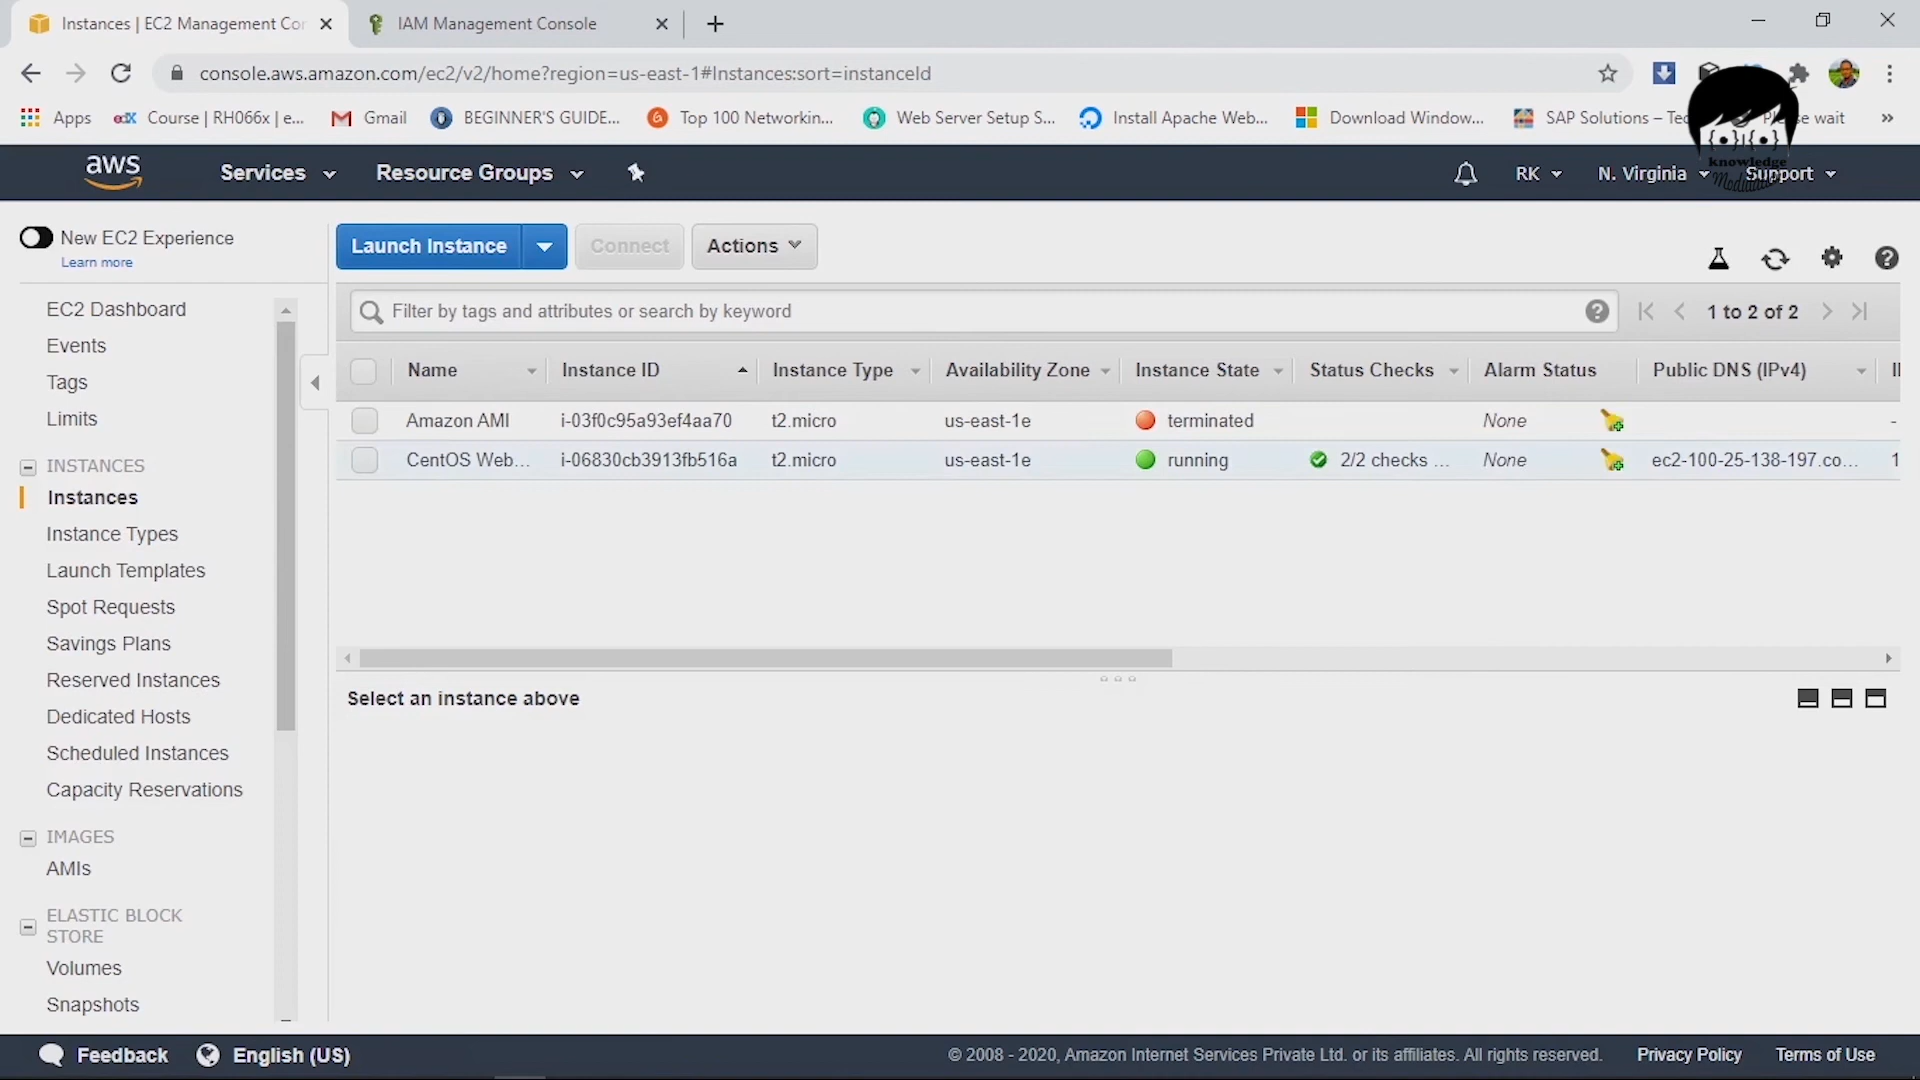 Instances | EC2 Management Cor
IAM Management Console
console.aws.amazon.com/ec2/v2/home?region=us-east-1#Instances:sort=instanceId
Apps
edX Course | RH066x | e...
Gmail
BEGINNER'S GUIDE...
Top 100 Networkin...
Web Server Setup S...
Install Apache Web...
Download Window...
SAP Solutions – Tec
Please wait
»
knowledge
aws
Services
Resource Groups
RK
N. Virginia
Support
New EC2 Experience
Learn more
Launch Instance
Connect
Actions
EC2 Dashboard
Events
Tags
Limits
INSTANCES
Instances
Instance Types
Launch Templates
Spot Requests
Savings Plans
Reserved Instances
Dedicated Hosts
Scheduled Instances
Capacity Reservations
IMAGES
AMIs
ELASTIC BLOCK
STORE
Volumes
Snapshots
Filter by tags and attributes or search by keyword
1 to 2 of 2
Name Instance ID Instance Type Availability Zone Instance State Status Checks Alarm Status Public DNS (IPv4)
Amazon AMI i-03f0c95a93ef4aa70 t2.micro us-east-1e terminated None -
CentOS Web... i-06830cb3913fb516a t2.micro us-east-1e running 2/2 checks ... None ec2-100-25-138-197.co... 1
Select an instance above
Feedback
English (US)
© 2008 - 2020, Amazon Internet Services Private Ltd. or its affiliates. All rights reserved.
Privacy Policy
Terms of Use